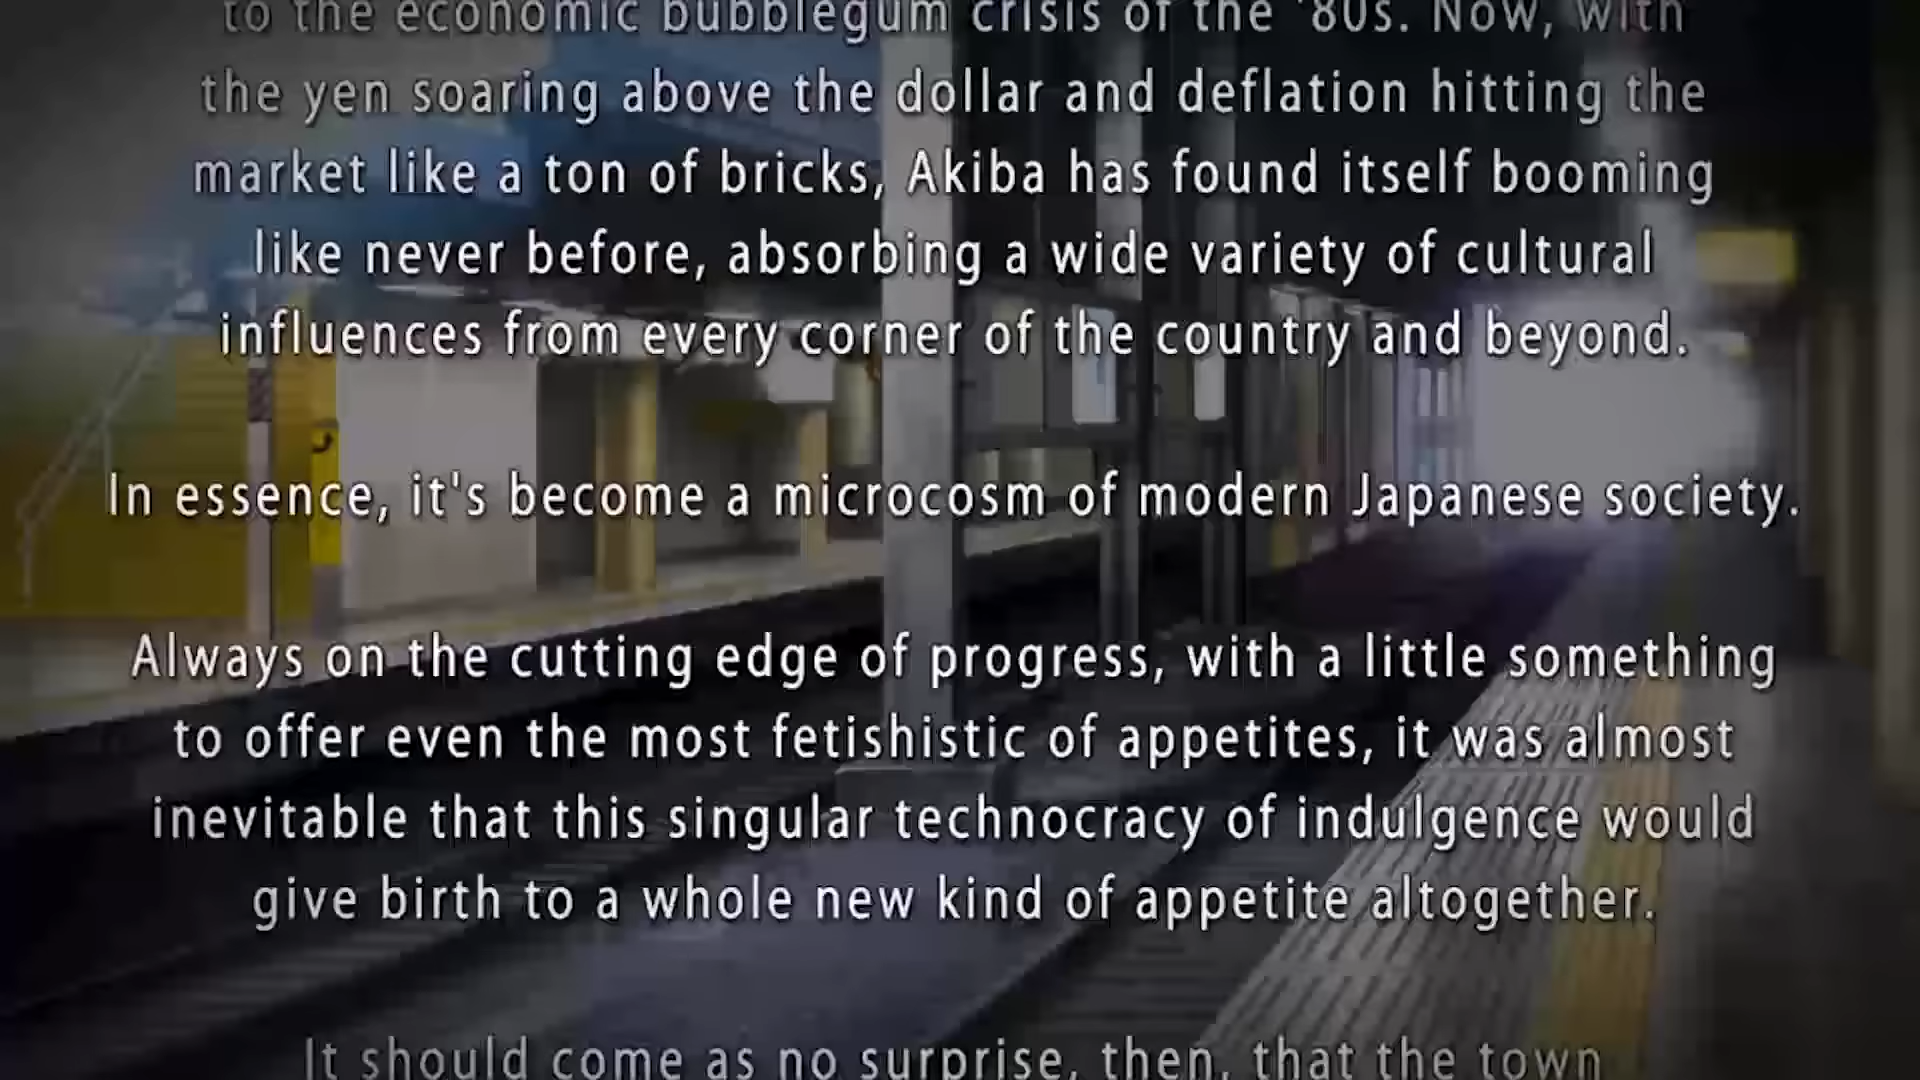 to the economic bubblegum crisis of the '80s. Now, with
the yen soaring above the dollar and deflation hitting the
market like a ton of bricks, Akiba has found itself booming
like never before, absorbing a wide variety of cultural
influences from every corner of the country and beyond.
In essence, it's become a microcosm of modern Japanese society.
Always on the cutting edge of progress, with a little something
to offer even the most fetishistic of appetites, it was almost
inevitable that this singular technocracy of indulgence would
give birth to a whole new kind of appetite altogether.
It should come as no surprise, then, that the town